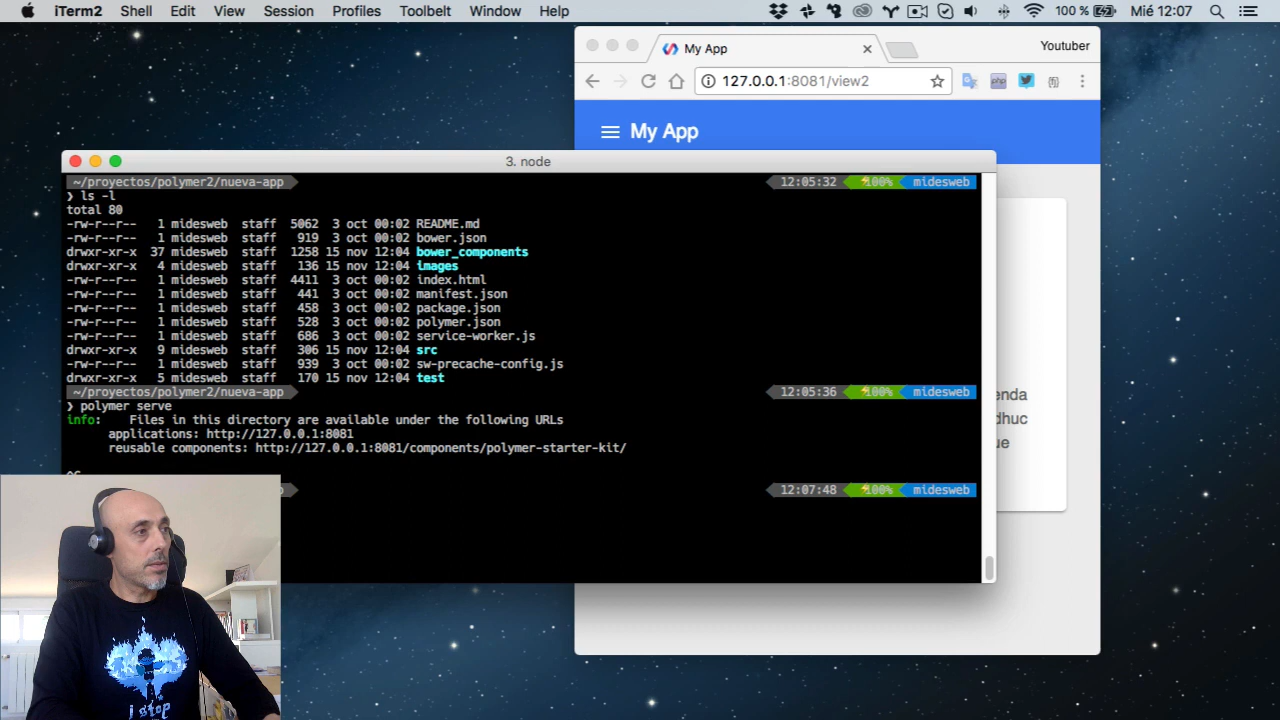 iTerm2 Shell Edit View Session Profiles Toolbelt Window Help 100 % Mié 12:07
My App Youtuber
127.0.0.1:8081/view2 php
My App
3. node
~/proyectos/polymer2/nueva-app 12:05:32 100% midesweb
❯ ls -l
total 80
-rw-r--r-- 1 midesweb staff 5062 3 oct 00:02 README.md
-rw-r--r-- 1 midesweb staff 919 3 oct 00:02 bower.json
drwxr-xr-x 37 midesweb staff 1258 15 nov 12:04 bower_components
drwxr-xr-x 4 midesweb staff 136 15 nov 12:04 images
-rw-r--r-- 1 midesweb staff 4411 3 oct 00:02 index.html
-rw-r--r-- 1 midesweb staff 441 3 oct 00:02 manifest.json
-rw-r--r-- 1 midesweb staff 458 3 oct 00:02 package.json
-rw-r--r-- 1 midesweb staff 528 3 oct 00:02 polymer.json
-rw-r--r-- 1 midesweb staff 686 3 oct 00:02 service-worker.js
drwxr-xr-x 9 midesweb staff 306 15 nov 12:04 src
-rw-r--r-- 1 midesweb staff 939 3 oct 00:02 sw-precache-config.js
drwxr-xr-x 5 midesweb staff 170 15 nov 12:04 test
~/proyectos/polymer2/nueva-app 12:05:36 100% midesweb
❯ polymer serve
info: Files in this directory are available under the following URLs
applications: http://127.0.0.1:8081
reusable components: http://127.0.0.1:8081/components/polymer-starter-kit/
12:07:48 100% midesweb
enda
dhuc
ue
i stop